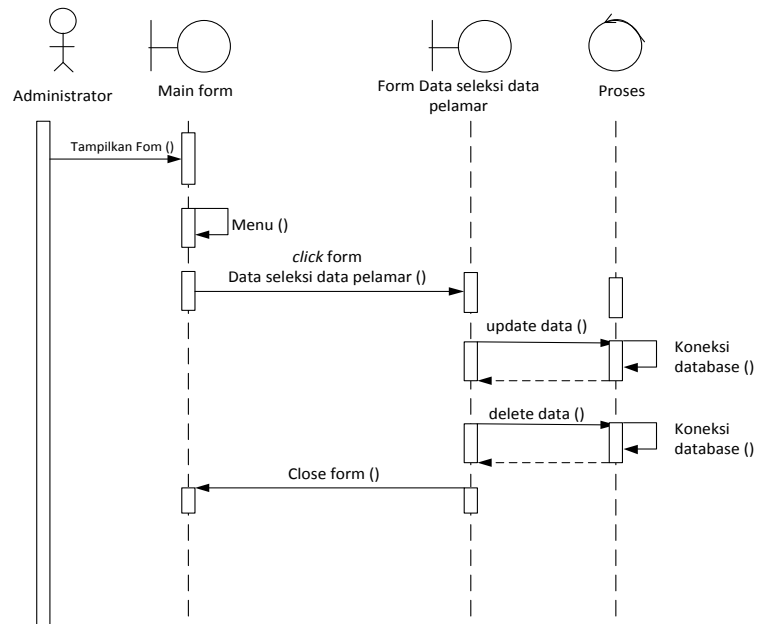 Administrator
Main form
Form Data seleksi data
pelamar
Proses
Tampilkan Fom ()
Menu ()
click form
Data seleksi data pelamar ()
update data ()
Koneksi
database ()
delete data ()
Koneksi
database ()
Close form ()